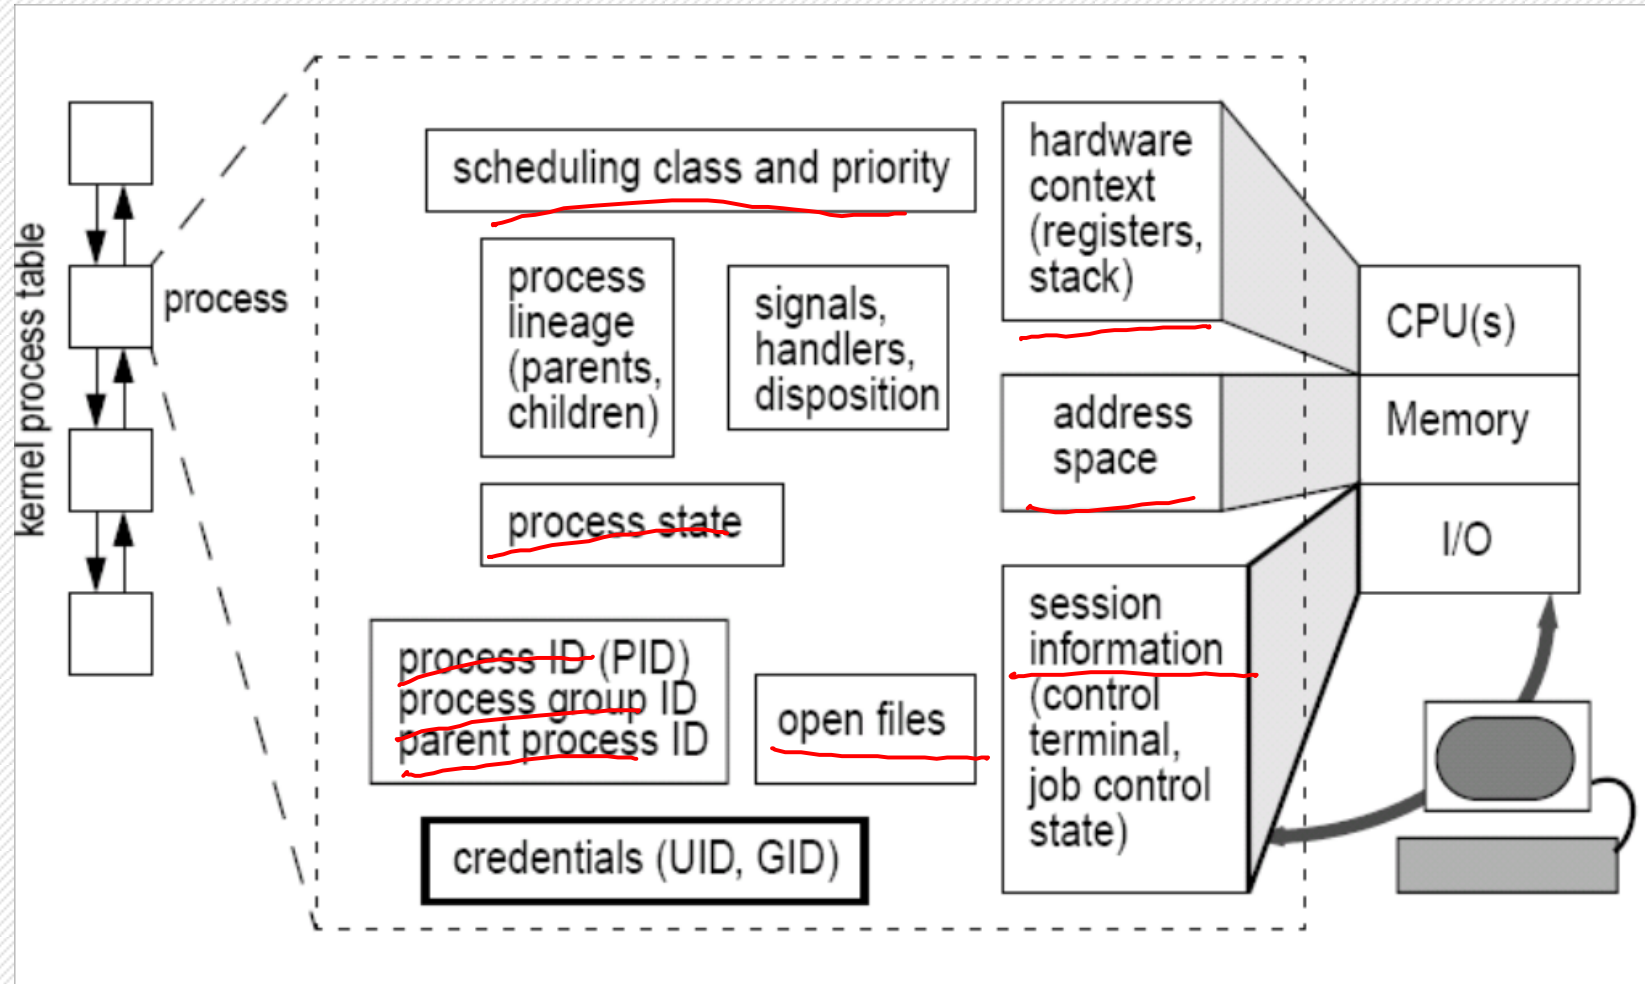 kernel process table
process
scheduling class and priority
process
lineage
(parents,
children)
signals,
handlers,
disposition
process state
process ID (PID)
process group ID
parent process ID
open files
credentials (UID, GID)
hardware
context
(registers,
stack)
address
space
session
information
(control
terminal,
job control
state)
CPU(s)
Memory
I/O